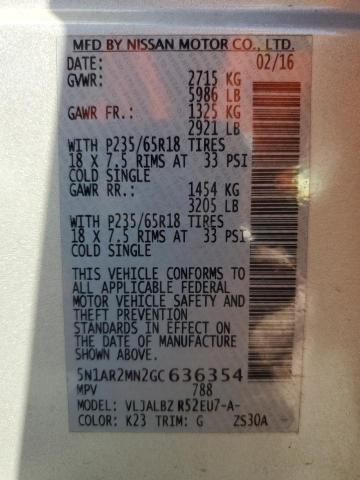 MFD BY NISSAN MOTOR CO., LTD.
DATE: 02/16
GVWR: 2715 KG
5986 LB
GAWR FR.: 1325 KG
2921 LB
WITH P235/65R18 TIRES
18 X 7.5 RIMS AT 33 PSI
COLD SINGLE
GAWR RR.: 1454 KG
3205 LB
WITH P235/65R18 TIRES
18 X 7.5 RIMS AT 33 PSI
COLD SINGLE
THIS VEHICLE CONFORMS TO
ALL APPLICABLE FEDERAL
MOTOR VEHICLE SAFETY AND
THEFT PREVENTION
STANDARDS IN EFFECT ON
THE DATE OF MANUFACTURE
SHOWN ABOVE.
5N1AR2MN2GC636354
MPV 788
MODEL: VLJALBZ R52EU7-A-
COLOR: K23 TRIM: G ZS30A